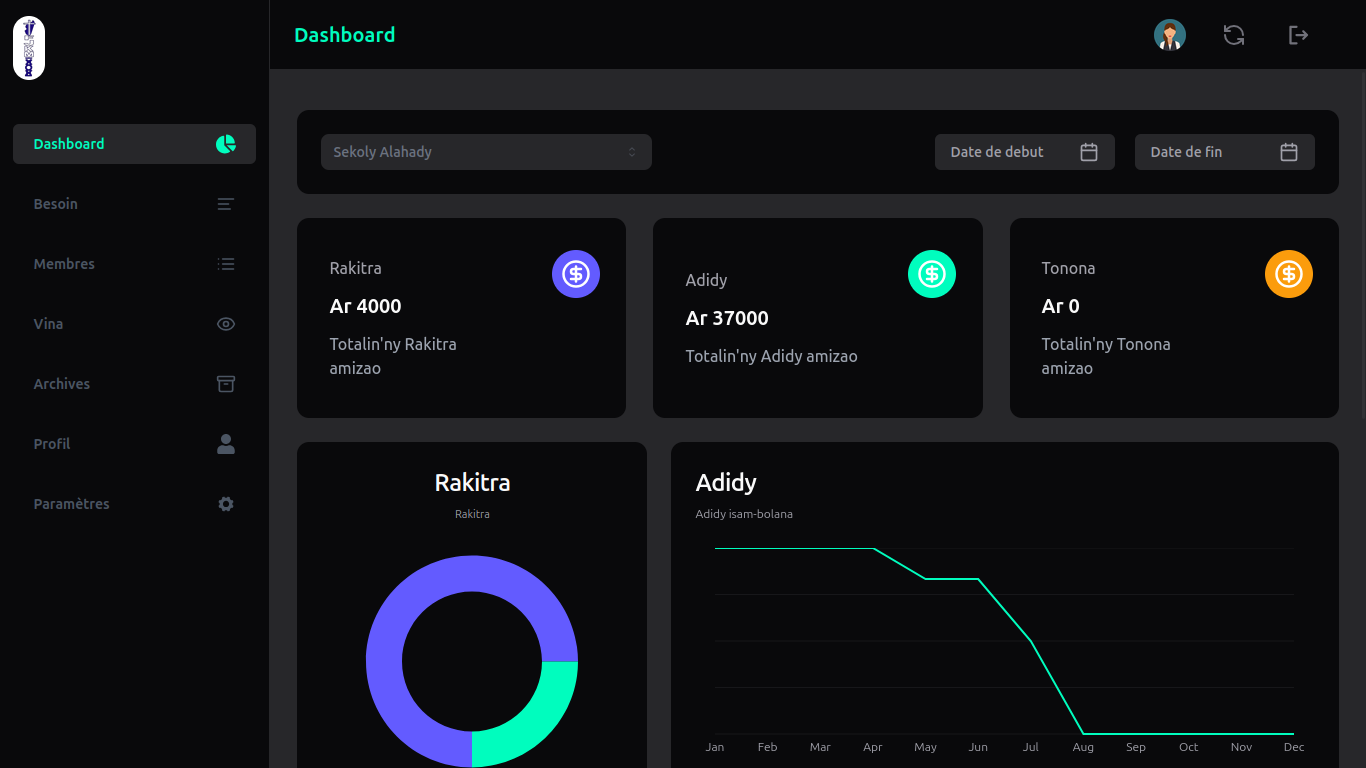 Dashboard
Dashboard
Besoin
Membres
Vina
Archives
Profil
Paramètres
Sekoly Alahady
Date de debut
Date de fin
Rakitra
Ar 4000
Totalin'ny Rakitra
amizao
Adidy
Ar 37000
Totalin'ny Adidy amizao
Tonona
Ar 0
Totalin'ny Tonona
amizao
Rakitra
Rakitra
Adidy
Adidy isam-bolana
Jan Feb Mar Apr May Jun Jul Aug Sep Oct Nov Dec